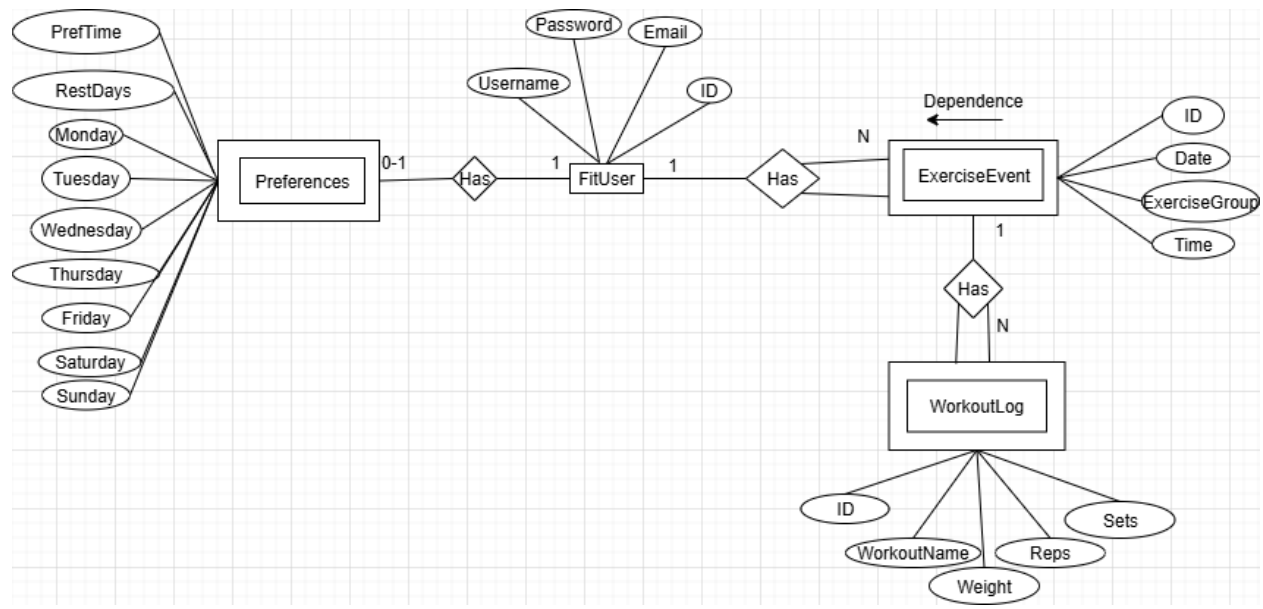 PrefTime
RestDays
Monday
Tuesday
Wednesday
Thursday
Friday
Saturday
Sunday
Preferences
0-1
Has
1
Password
Email
Username
ID
FitUser
1
Has
N
Dependence
ExerciseEvent
ID
Date
ExerciseGroup
Time
1
Has
N
WorkoutLog
ID
WorkoutName
Weight
Reps
Sets